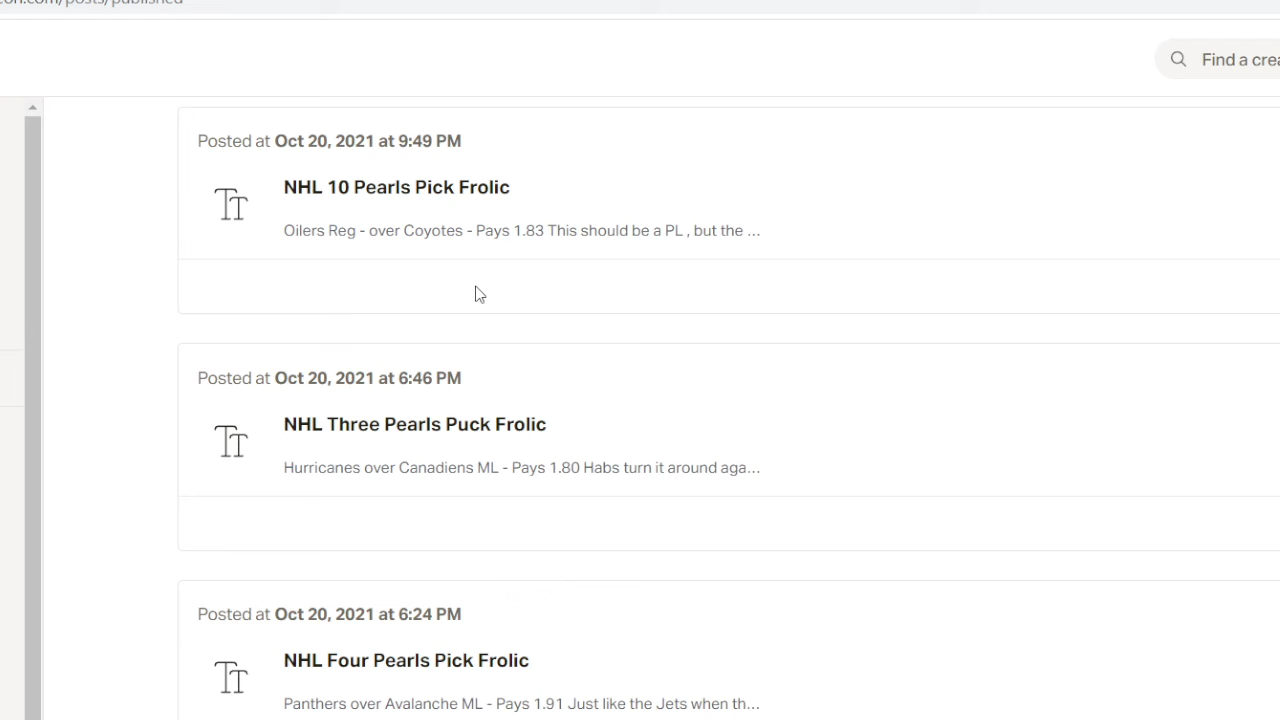 Find a crea
Posted at Oct 20, 2021 at 9:49 PM
NHL 10 Pearls Pick Frolic
Oilers Reg - over Coyotes - Pays 1.83 This should be a PL , but the ...
Posted at Oct 20, 2021 at 6:46 PM
NHL Three Pearls Puck Frolic
Hurricanes over Canadiens ML - Pays 1.80 Habs turn it around aga...
Posted at Oct 20, 2021 at 6:24 PM
NHL Four Pearls Pick Frolic
Panthers over Avalanche ML - Pays 1.91 Just like the Jets when th...